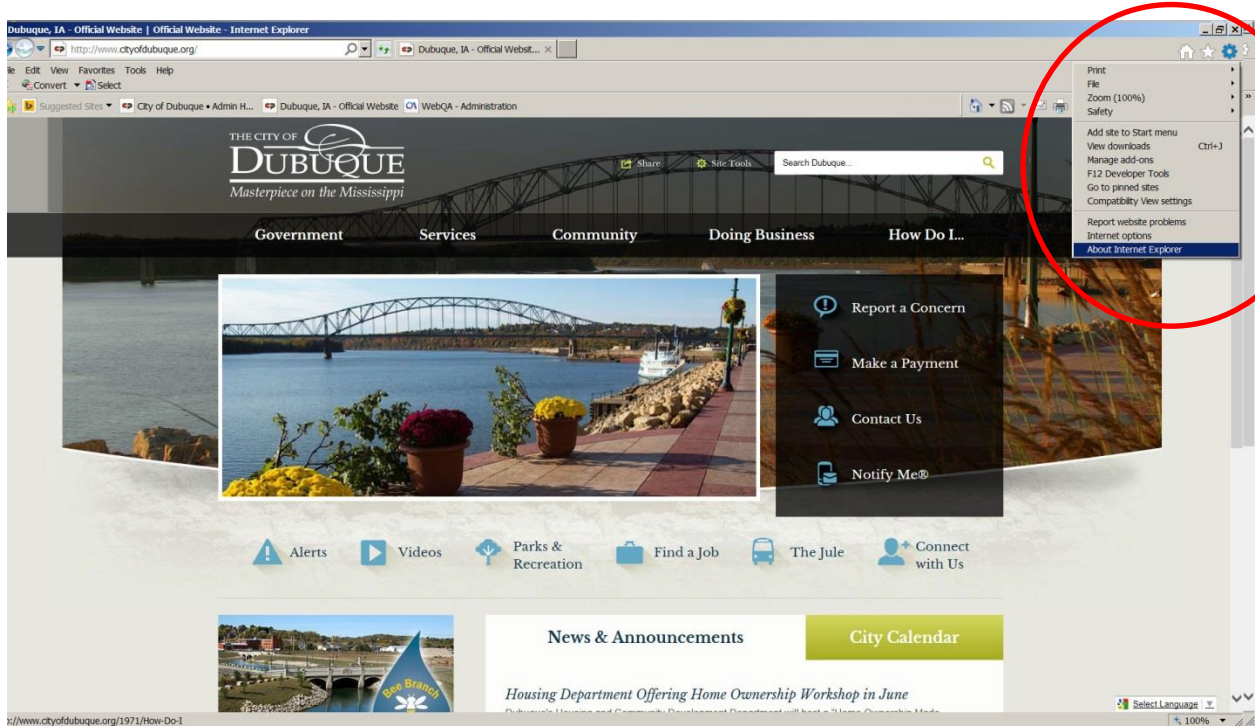 Dubuque, IA - Official Website | Official Website - Internet Explorer
http://www.cityofdubuque.org/
Dubuque, IA - Official Websit...
Edit View Favorites Tools Help
Convert Select
Suggested Sites City of Dubuque • Admin H... Dubuque, IA - Official Website WebQA - Administration
Print
File
Zoom (100%)
Safety
Add site to Start menu
View downloads Ctrl+J
Manage add-ons
F12 Developer Tools
Go to pinned sites
Compatibility View settings
Report website problems
Internet options
About Internet Explorer
THE CITY OF
DUBUQUE
Masterpiece on the Mississippi
Share Site Tools Search Dubuque...
Government Services Community Doing Business How Do I...
Report a Concern
Make a Payment
Contact Us
Notify Me®
Alerts Videos Parks & Recreation Find a Job The Jule Connect with Us
Bee Branch
News & Announcements City Calendar
Housing Department Offering Home Ownership Workshop in June
Select Language
p://www.cityofdubuque.org/1971/How-Do-I
100%